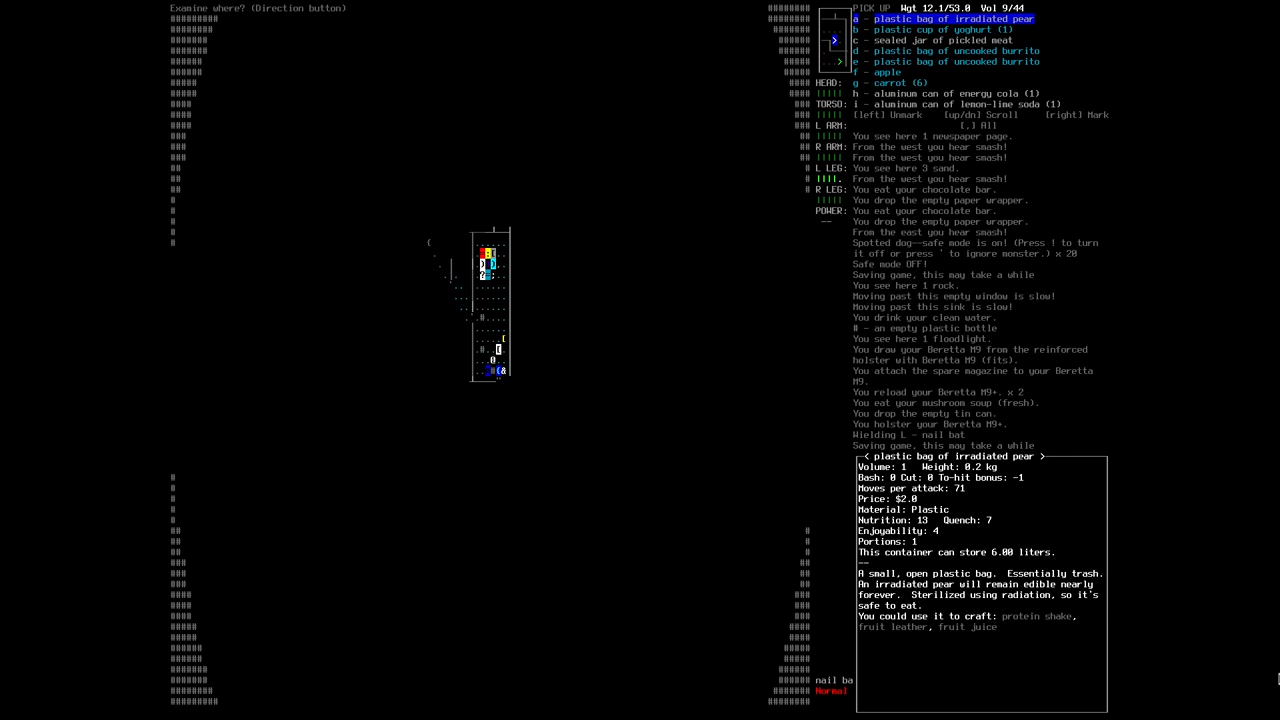 Examine where? (Direction button)
PICK UP  Wgt 12.1/53.0  Vol 9/44
a - plastic bag of irradiated pear
b - plastic cup of yoghurt (1)
c - sealed jar of pickled meat
d - plastic bag of uncooked burrito
e - plastic bag of uncooked burrito
f - apple
HEAD: g - carrot (6)
h - aluminum can of energy cola (1)
TORSO: i - aluminum can of lemon-lime soda (1)
[left] Unmark   [up/dn] Scroll   [right] Mark
L ARM: [,] All
You see here 1 newspaper page.
R ARM: From the west you hear smash!
From the west you hear smash!
L LEG: You see here 3 sand.
From the west you hear smash!
R LEG: You eat your chocolate bar.
You drop the empty paper wrapper.
POWER: You eat your chocolate bar.
-- You drop the empty paper wrapper.
From the east you hear smash!
Spotted dog--safe mode is on! (Press ! to turn
it off or press ' to ignore monster.) x 20
Safe mode OFF!
Saving game, this may take a while
You see here 1 rock.
Moving past this empty window is slow!
Moving past this sink is slow!
You drink your clean water.
# - an empty plastic bottle
You see here 1 floodlight.
You draw your Beretta M9 from the reinforced
holster with Beretta M9 (fits).
You attach the spare magazine to your Beretta
M9.
You reload your Beretta M9+. x 2
You eat your mushroom soup (fresh).
You drop the empty tin can.
You holster your Beretta M9+.
Wielding L - nail bat
Saving game, this may take a while
< plastic bag of irradiated pear >
Volume: 1   Weight: 0.2 kg
Bash: 0 Cut: 0 To-hit bonus: -1
Moves per attack: 71
Price: $2.0
Material: Plastic
Nutrition: 13   Quench: 7
Enjoyability: 4
Portions: 1
This container can store 6.00 liters.
--
A small, open plastic bag.  Essentially trash.
An irradiated pear will remain edible nearly
forever.  Sterilized using radiation, so it's
safe to eat.
You could use it to craft: protein shake,
fruit leather, fruit juice
nail ba
Normal